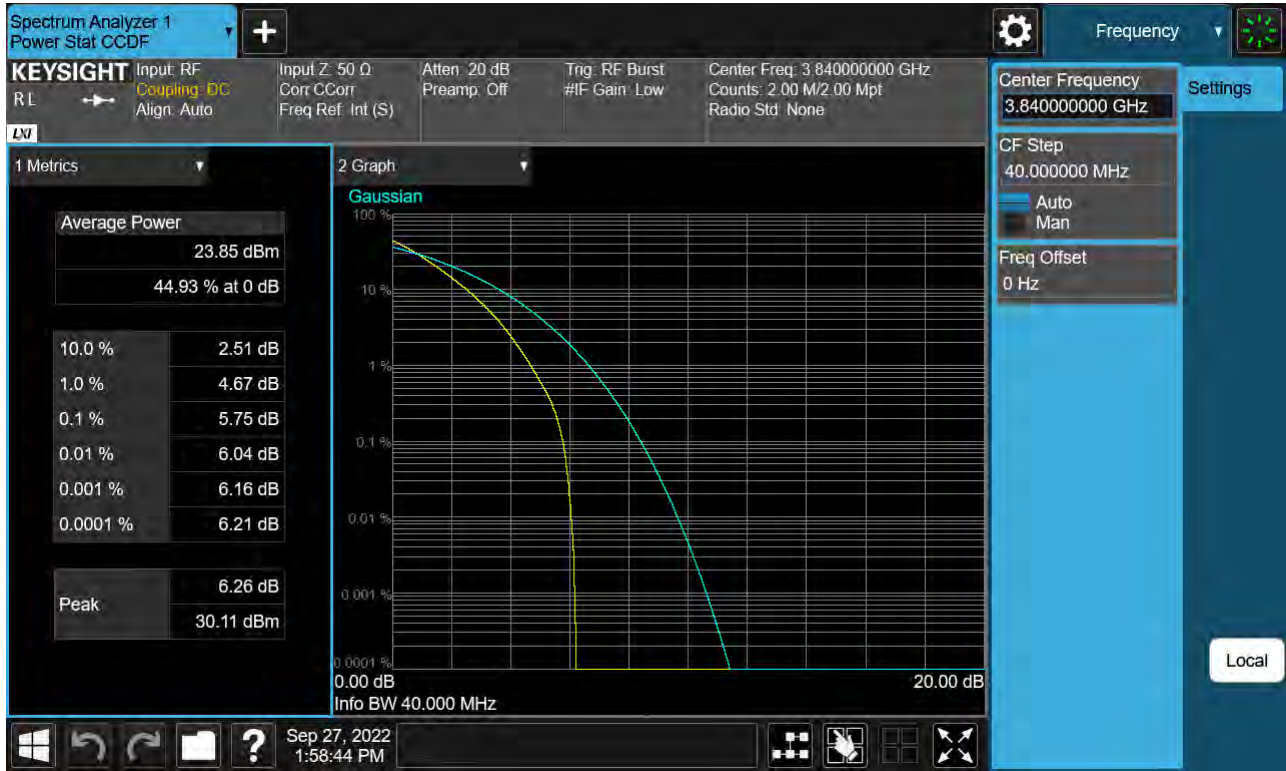 Spectrum Analyzer 1
Power Stat CCDF
+
Frequency
KEYSIGHT
RL
LXI
Input: RF
Coupling: DC
Align: Auto
Input Z: 50 Ω
Corr CCorr
Freq Ref: Int (S)
Atten: 20 dB
Preamp: Off
Trig: RF Burst
#IF Gain: Low
Center Freq: 3.840000000 GHz
Counts: 2.00 M/2.00 Mpt
Radio Std: None
Center Frequency
3.840000000 GHz
Settings
CF Step
40.000000 MHz
Auto
Man
Freq Offset
0 Hz
1 Metrics
Average Power
23.85 dBm
44.93 % at 0 dB
10.0 % 2.51 dB
1.0 % 4.67 dB
0.1 % 5.75 dB
0.01 % 6.04 dB
0.001 % 6.16 dB
0.0001 % 6.21 dB
Peak
6.26 dB
30.11 dBm
2 Graph
Gaussian
100 %
10 %
1 %
0.1 %
0.01 %
0.001 %
0.0001 %
0.00 dB 20.00 dB
Info BW 40.000 MHz
Local
?
Sep 27, 2022
1:58:44 PM